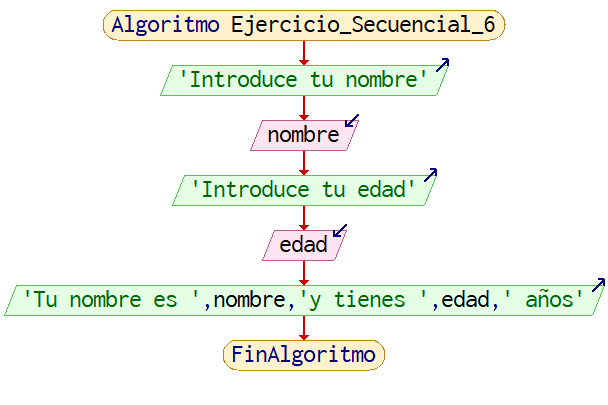 Algoritmo Ejercicio_Secuencial_6
'Introduce tu nombre'
nombre
'Introduce tu edad'
edad
'Tu nombre es ',nombre,'y tienes ',edad,' años'
FinAlgoritmo